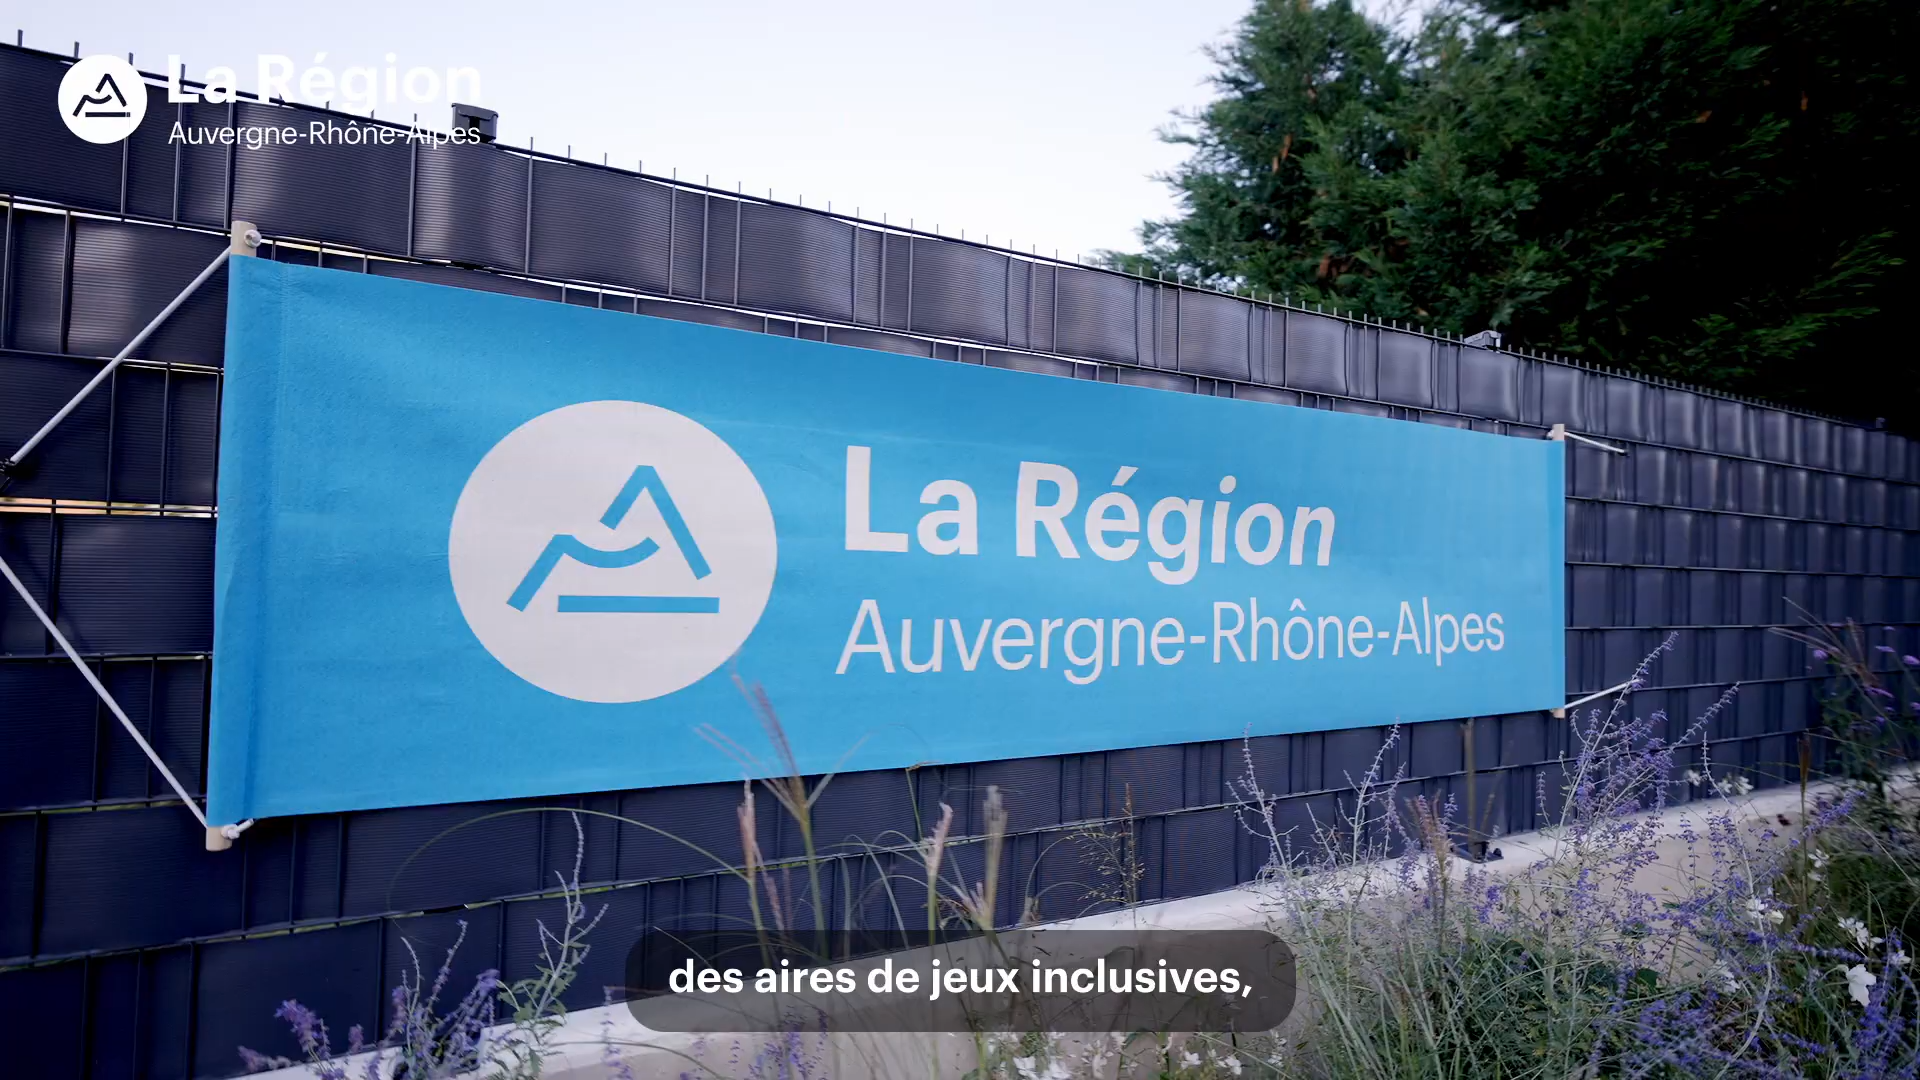 La Région
Auvergne-Rhône-Alpes
La Région
Auvergne-Rhône-Alpes
des aires de jeux inclusives,